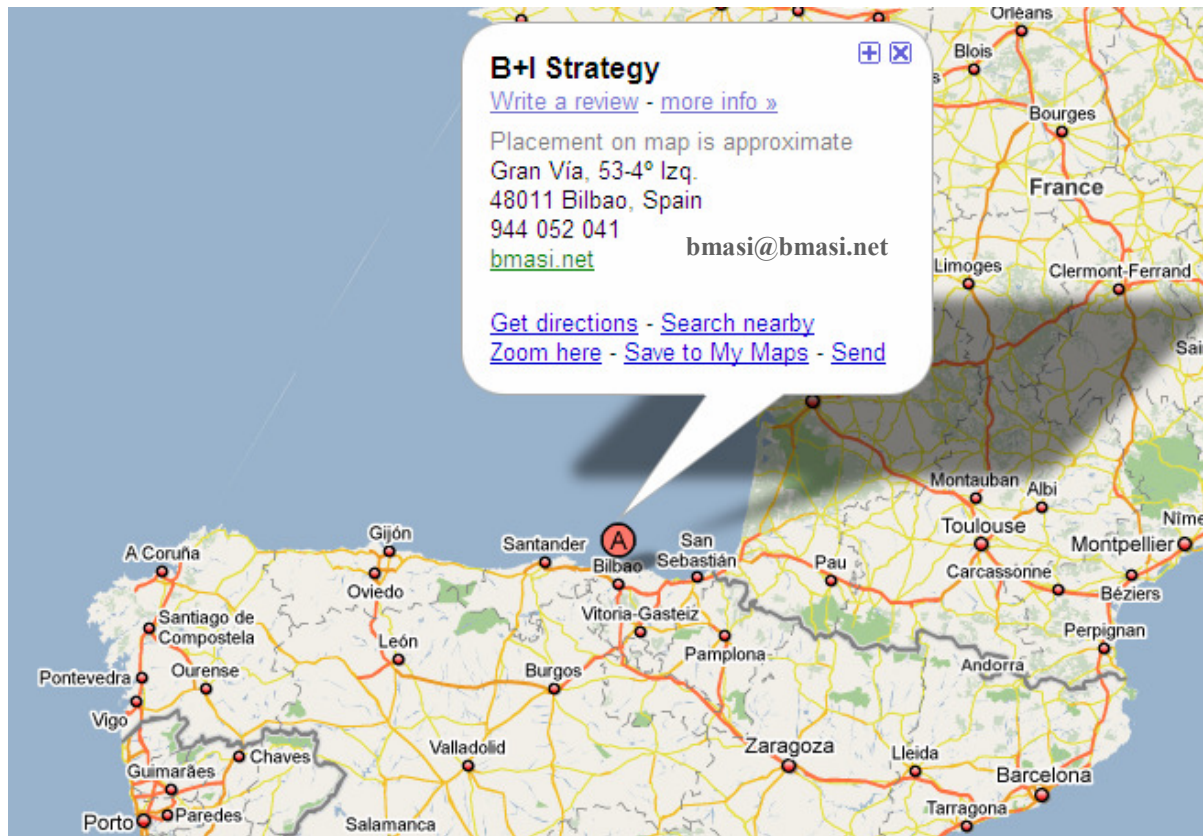 B+I Strategy
Write a review - more info »
Placement on map is approximate
Gran Vía, 53-4º Izq.
48011 Bilbao, Spain
944 052 041
bmasi@bmasi.net
bmasi.net
Get directions - Search nearby
Zoom here - Save to My Maps - Send
Orléans
Blois
Bourges
France
Limoges
Clermont-Ferrand
Montauban
Albi
Toulouse
Montpellier
Carcassonne
Béziers
Perpignan
Andorra
Pau
A
Gijón
Santander
Bilbao
San
Sebastián
A Coruña
Oviedo
Santiago de
Compostela
León
Vitoria-Gasteiz
Pamplona
Pontevedra
Ourense
Burgos
Vigo
Chaves
Valladolid
Zaragoza
Lleida
Barcelona
Guimarães
Porto
Paredes
Salamanca
Tarragona